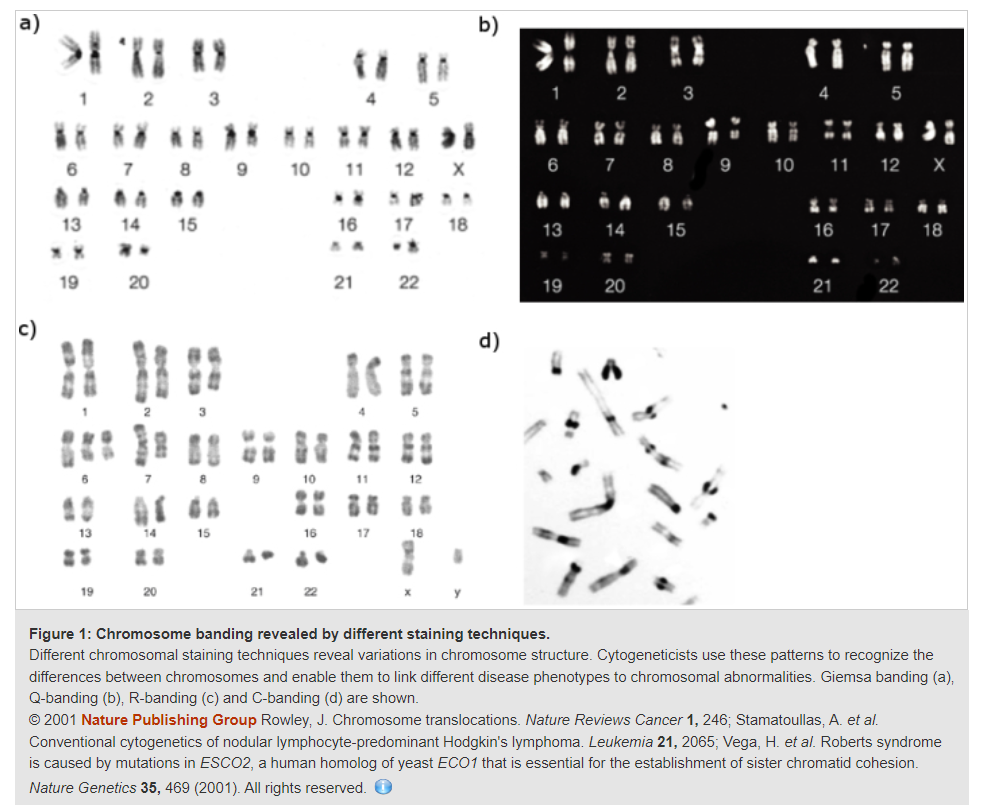 a)
1 2 3 4 5
6 7 8 9 10 11 12 X
13 14 15 16 17 18
19 20 21 22
b)
1 2 3 4 5
6 7 8 9 10 11 12 X
13 14 15 16 17 18
19 20 21 22
c)
1 2 3 4 5
6 7 8 9 10 11 12
13 14 15 16 17 18
19 20 21 22 x y
d)
Figure 1: Chromosome banding revealed by different staining techniques.
Different chromosomal staining techniques reveal variations in chromosome structure. Cytogeneticists use these patterns to recognize the
differences between chromosomes and enable them to link different disease phenotypes to chromosomal abnormalities. Giemsa banding (a),
Q-banding (b), R-banding (c) and C-banding (d) are shown.
© 2001 Nature Publishing Group Rowley, J. Chromosome translocations. Nature Reviews Cancer 1, 246; Stamatoullas, A. et al.
Conventional cytogenetics of nodular lymphocyte-predominant Hodgkin's lymphoma. Leukemia 21, 2065; Vega, H. et al. Roberts syndrome
is caused by mutations in ESCO2, a human homolog of yeast ECO1 that is essential for the establishment of sister chromatid cohesion.
Nature Genetics 35, 469 (2001). All rights reserved. i